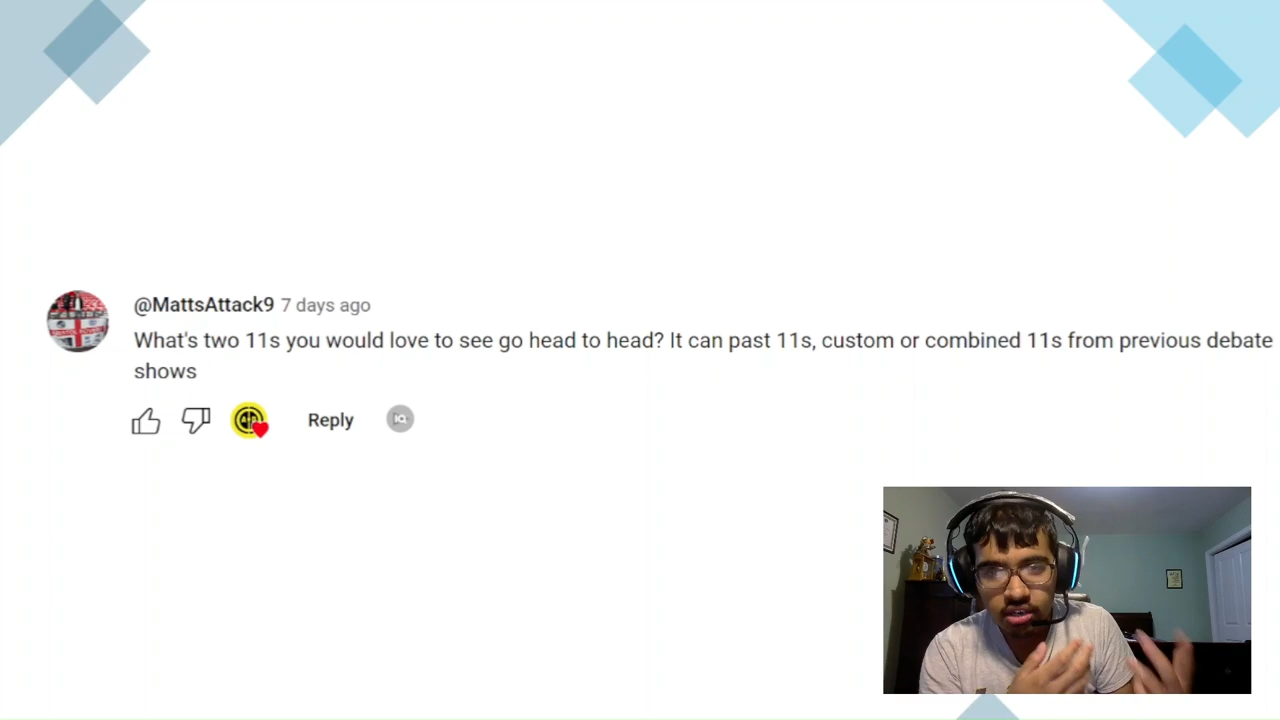 @MattsAttack9 7 days ago
What's two 11s you would love to see go head to head? It can past 11s, custom or combined 11s from previous debate
shows
Reply